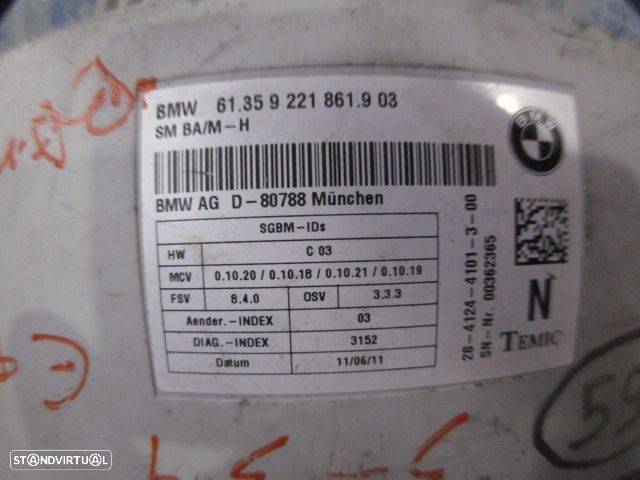 BMW 61.35 9 221 861.9 03
SM BA/M-H
BMW
BMW AG D-80788 München
SGBM-IDs
HW C 03
MCV 0.10.20 / 0.10.18 / 0.10.21 / 0.10.19
FSV 8.4.0 OSV 3.3.3
Aender.-INDEX 03
DIAG.-INDEX 3152
Datum 11/06/11
28-4124-4101-3-00
SN-Nr. 00362365
N
TEMIC
STANDVIRTUAL